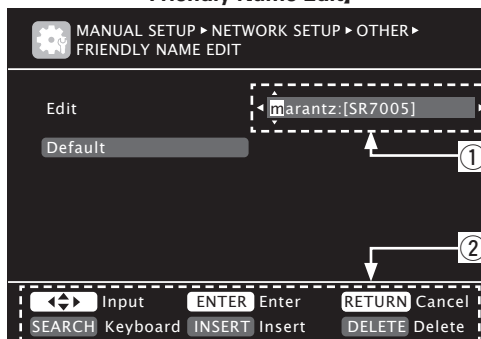 Friendly Name Edit]
MANUAL SETUP ▸ NETWORK SETUP ▸ OTHER ▸
FRIENDLY NAME EDIT
Edit
marantz:[SR7005]
Default
①
②
Input ENTER Enter RETURN Cancel
SEARCH Keyboard INSERT Insert DELETE Delete